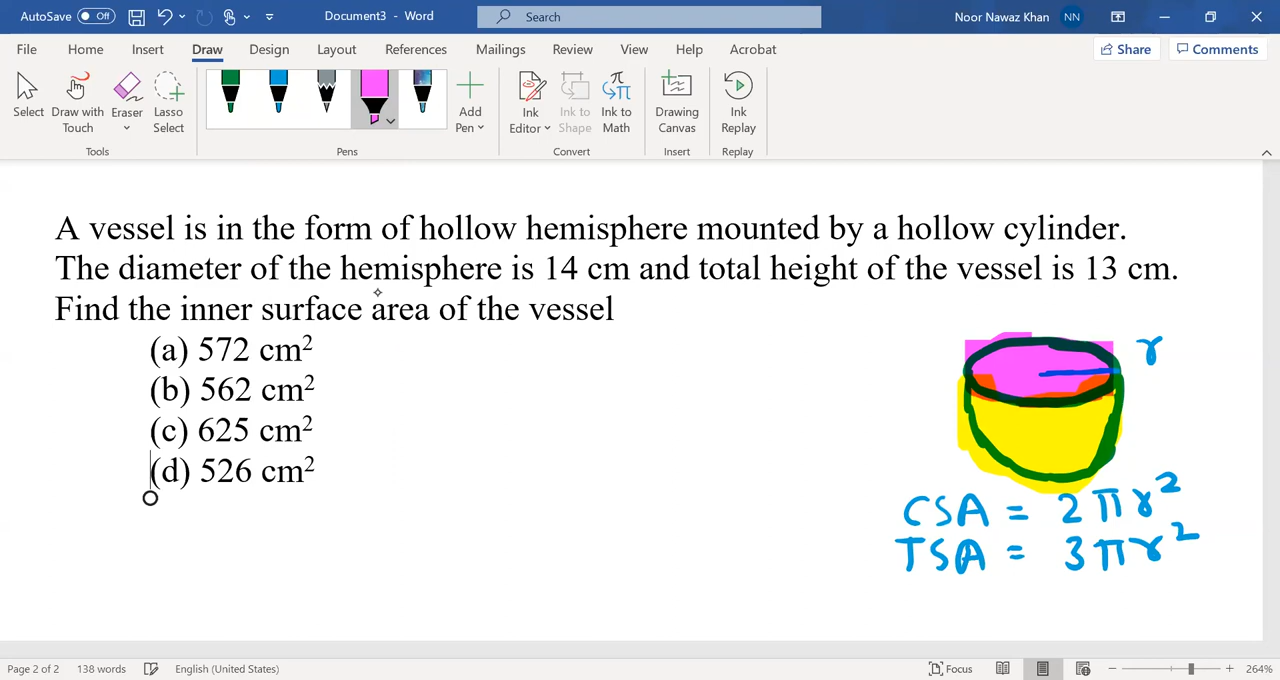 AutoSave Off Document3 - Word Search Noor Nawaz Khan NN
File Home Insert Draw Design Layout References Mailings Review View Help Acrobat Share Comments
Select Draw with Touch Eraser Lasso Select Add Pen Ink Editor Ink to Shape Ink to Math Drawing Canvas Ink Replay
Tools Pens Convert Insert Replay
A vessel is in the form of hollow hemisphere mounted by a hollow cylinder.
The diameter of the hemisphere is 14 cm and total height of the vessel is 13 cm.
Find the inner surface area of the vessel
(a) 572 cm²
(b) 562 cm²
(c) 625 cm²
(d) 526 cm²
r
CSA = 2πr²
TSA = 3πr²
Page 2 of 2 138 words English (United States) Focus 264%